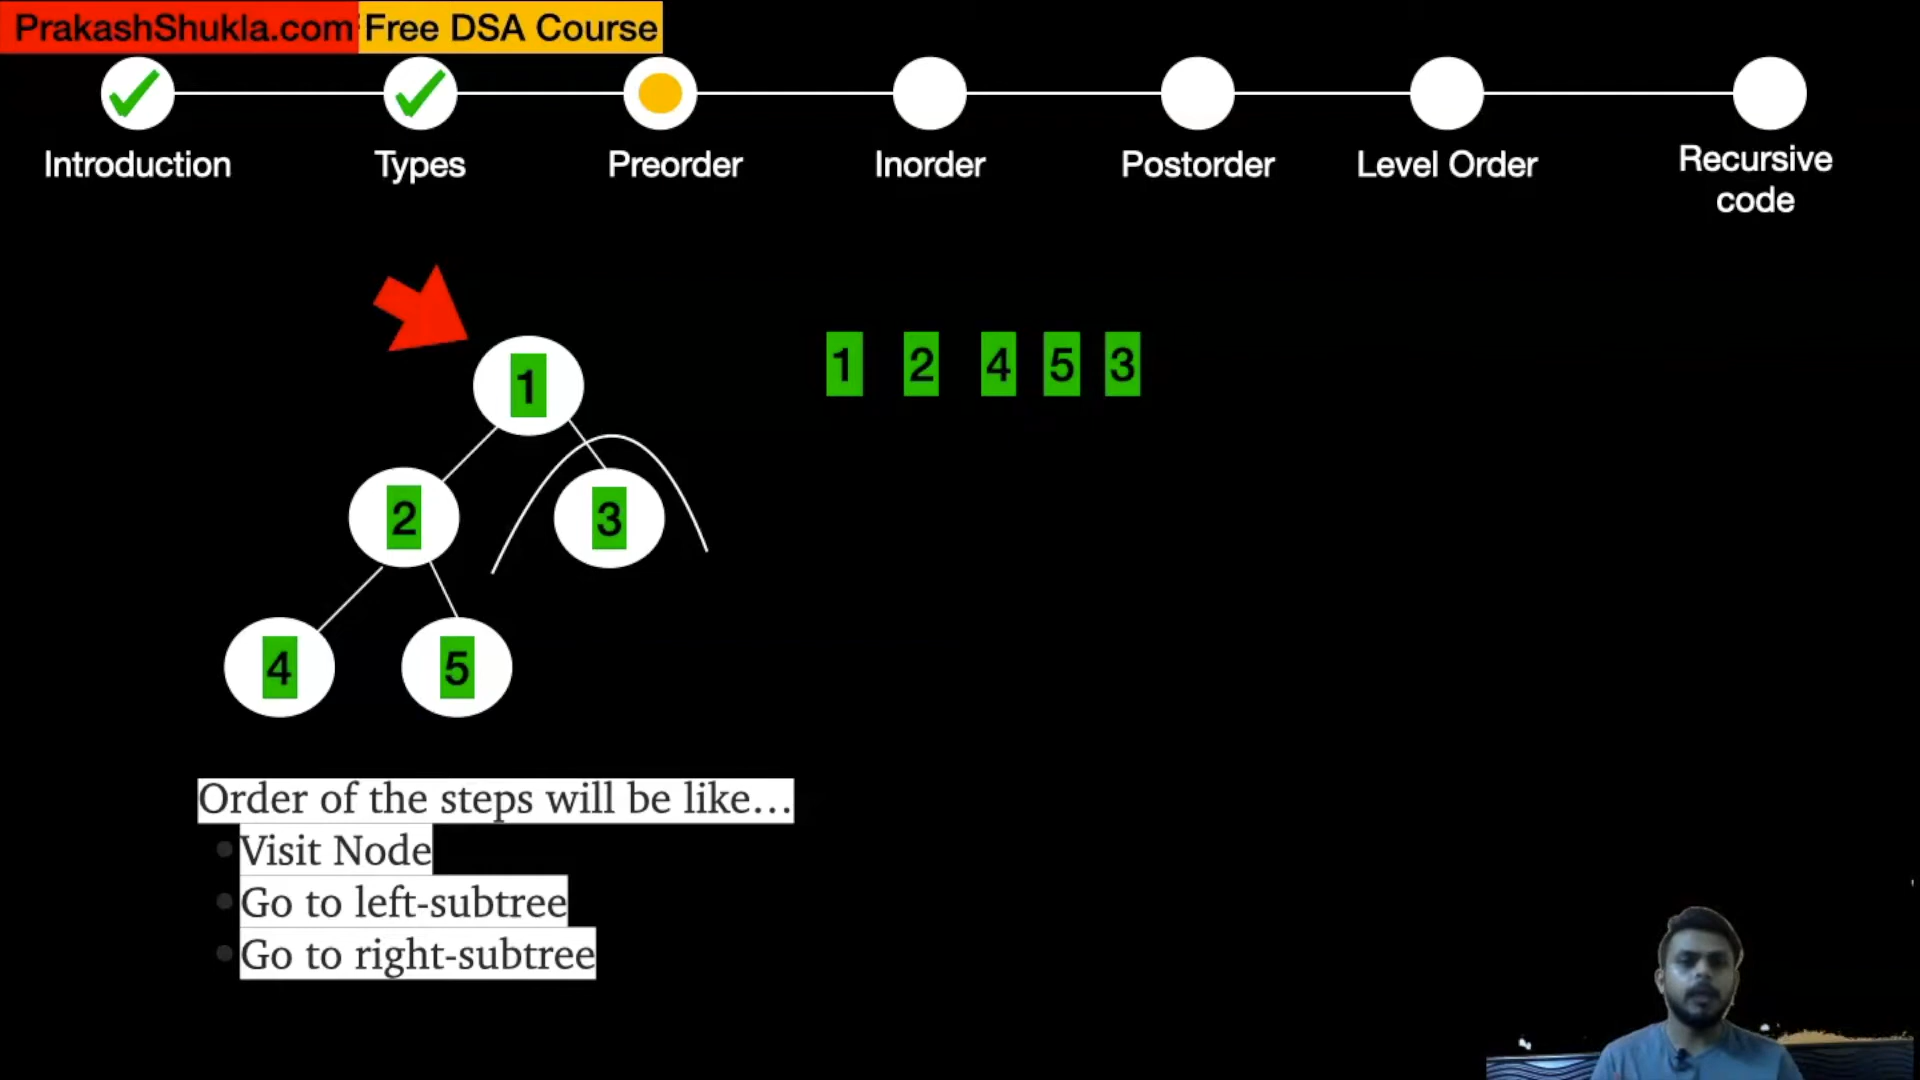 PrakashShukla.com Free DSA Course
Introduction Types Preorder Inorder Postorder Level Order Recursive code
1 2 4 5 3
1
2 3
4 5
Order of the steps will be like...
Visit Node
Go to left-subtree
Go to right-subtree